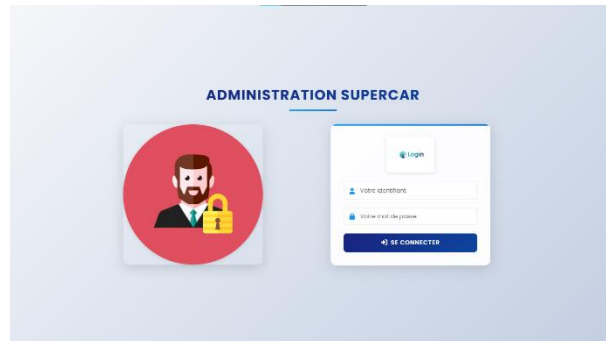 ADMINISTRATION SUPERCAR
Login
Votre identifiant
Votre mot de passe
SE CONNECTER